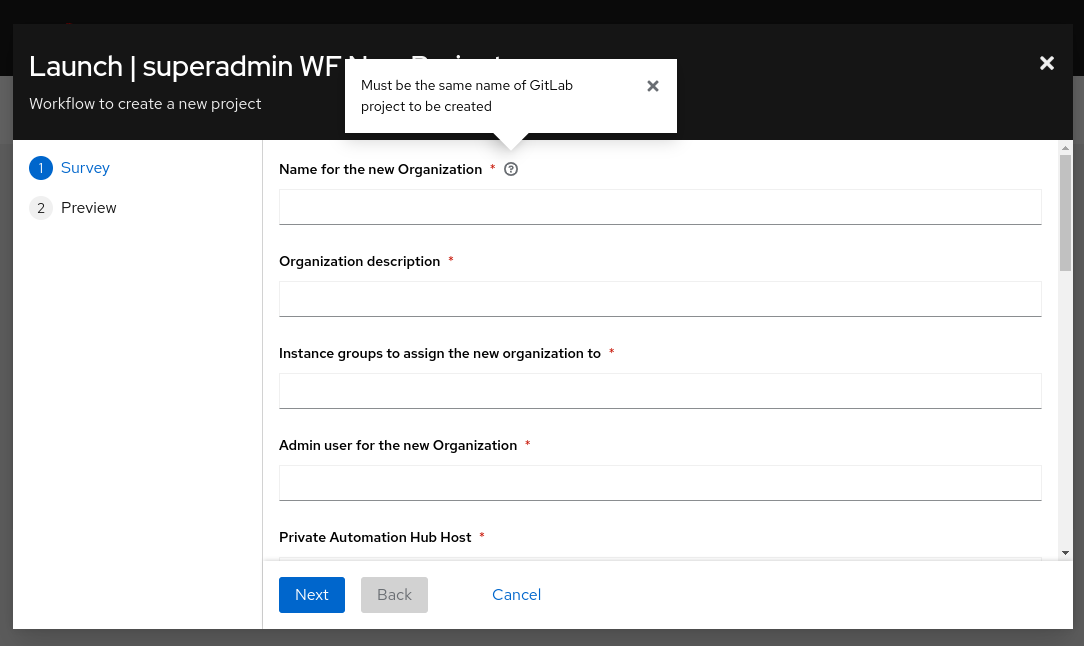 Launch | superadmin WF New Project
Workflow to create a new project
Must be the same name of GitLab
project to be created
1 Survey
2 Preview
Name for the new Organization *
Organization description *
Instance groups to assign the new organization to *
Admin user for the new Organization *
Private Automation Hub Host *
Next
Back
Cancel